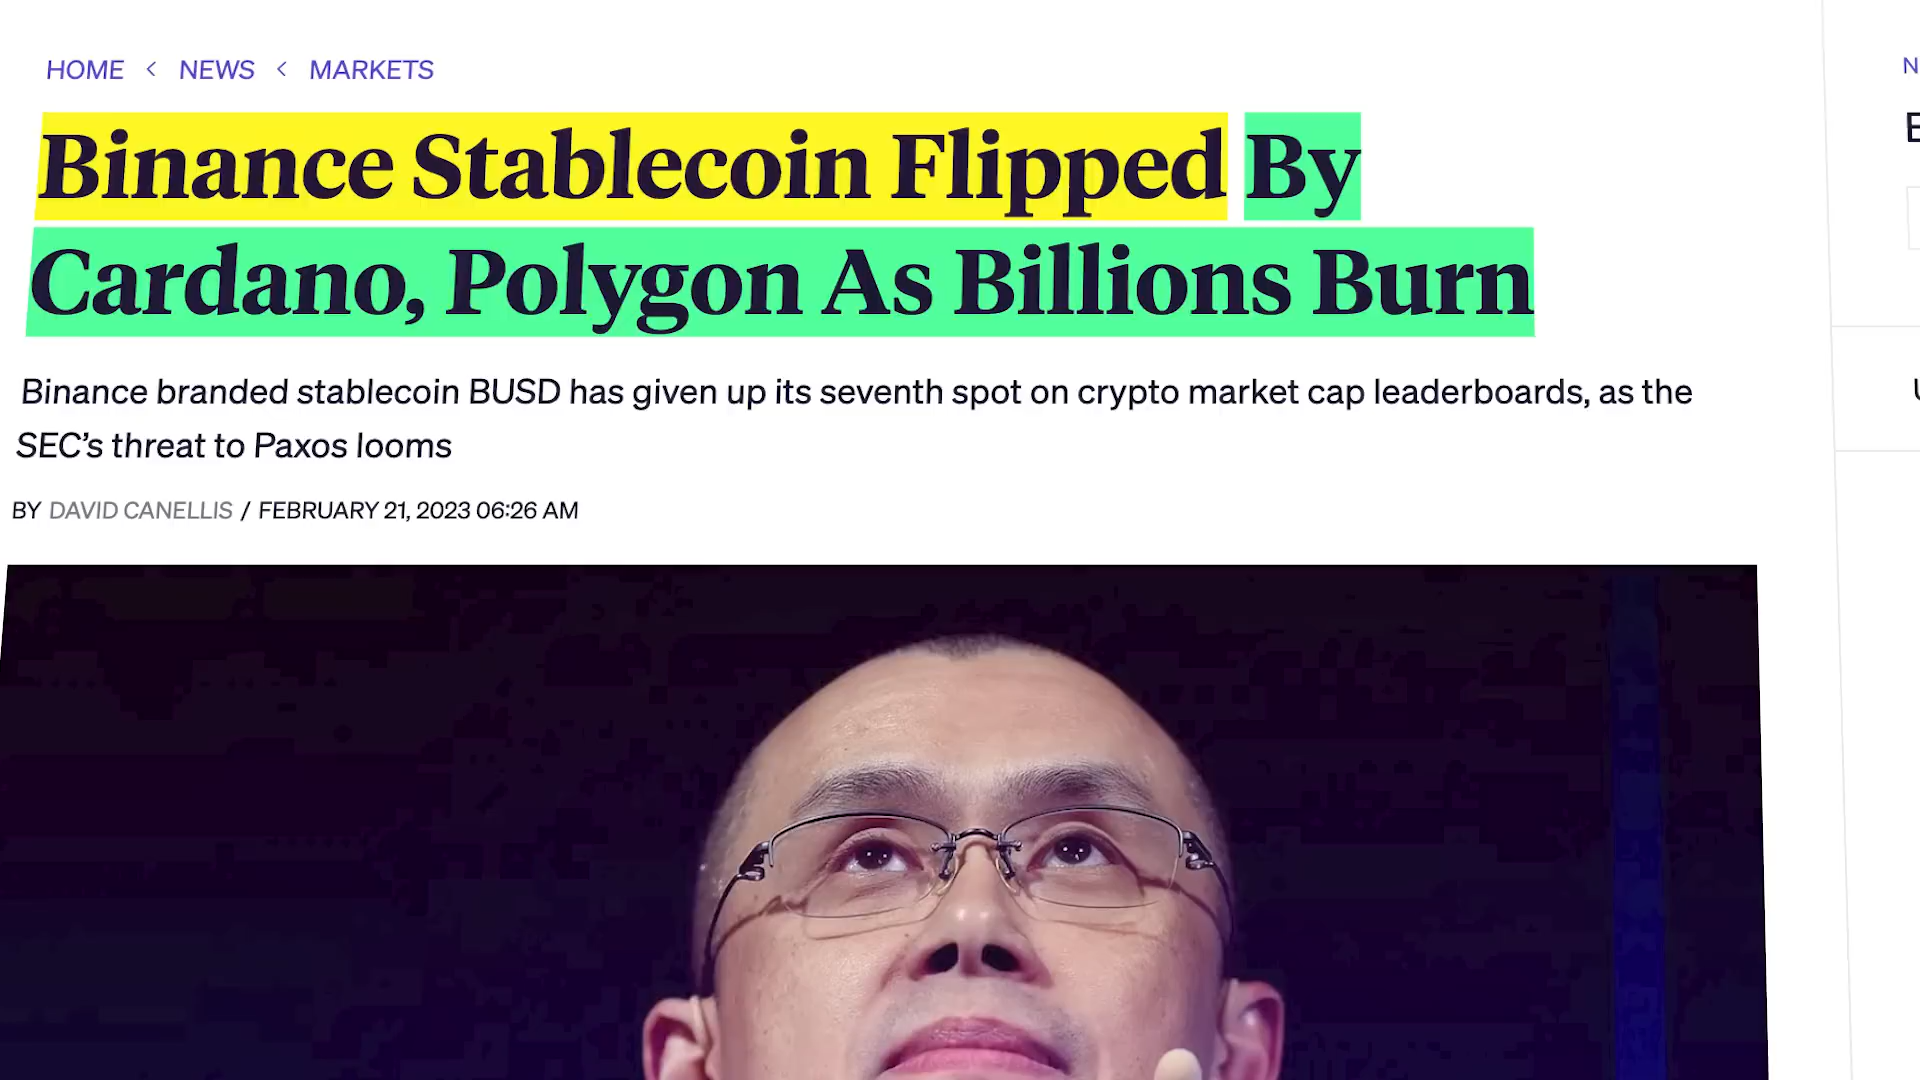 HOME < NEWS < MARKETS
Binance Stablecoin Flipped By
Cardano, Polygon As Billions Burn
Binance branded stablecoin BUSD has given up its seventh spot on crypto market cap leaderboards, as the
SEC’s threat to Paxos looms
BY DAVID CANELLIS / FEBRUARY 21, 2023 06:26 AM